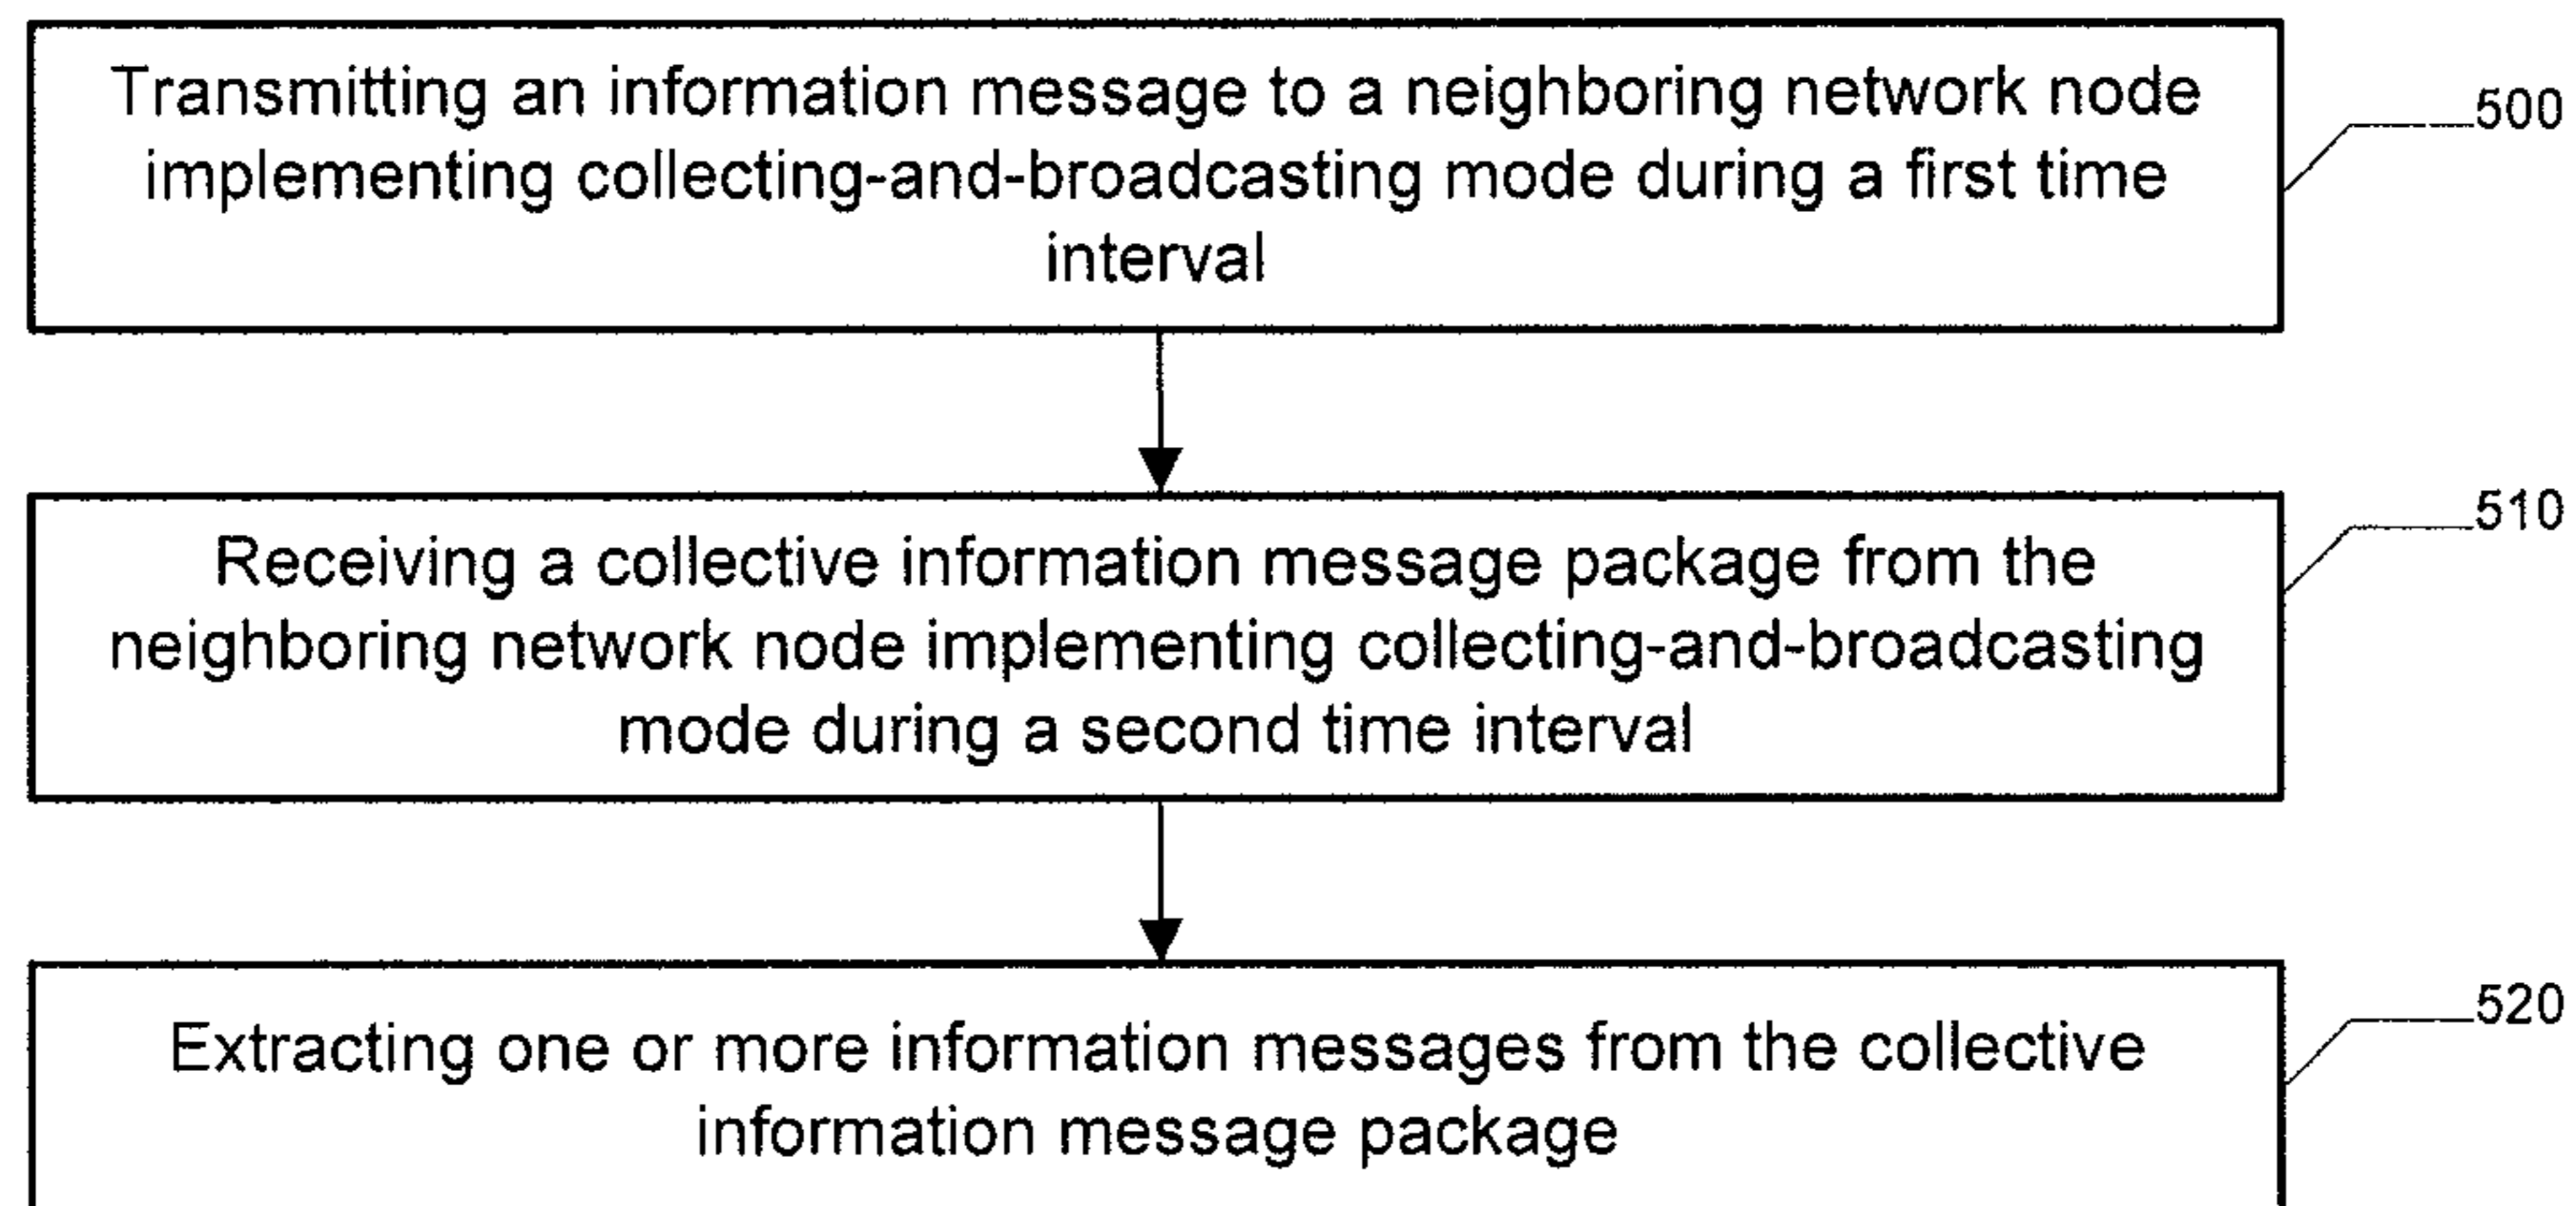 Transmitting an information message to a neighboring network node
implementing collecting-and-broadcasting mode during a first time
interval
500
Receiving a collective information message package from the
neighboring network node implementing collecting-and-broadcasting
mode during a second time interval
510
Extracting one or more information messages from the collective
information message package
520